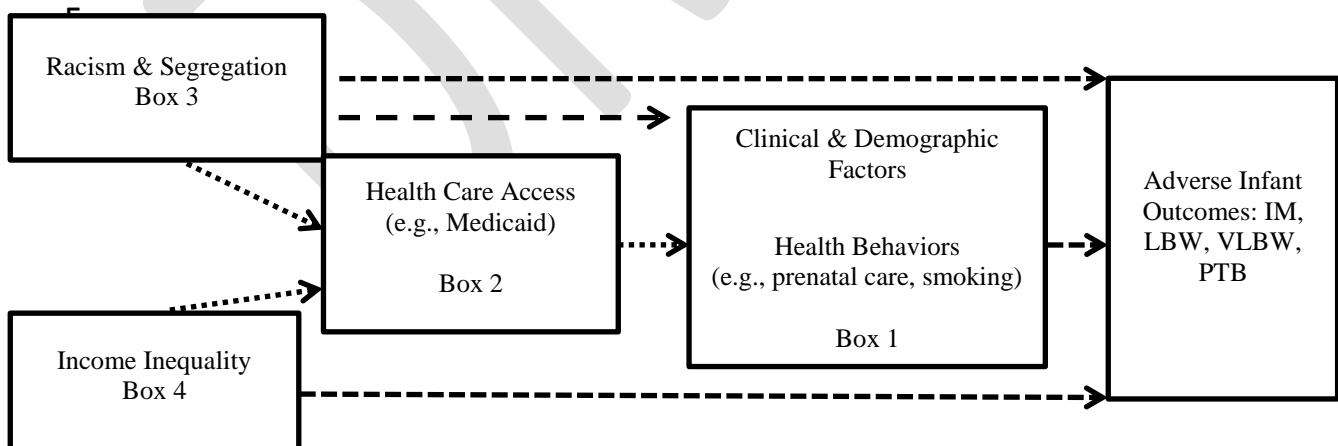 Racism & Segregation
Box 3
Health Care Access
(e.g., Medicaid)
Box 2
Income Inequality
Box 4
Clinical & Demographic
Factors
Health Behaviors
(e.g., prenatal care, smoking)
Box 1
Adverse Infant
Outcomes: IM,
LBW, VLBW,
PTB